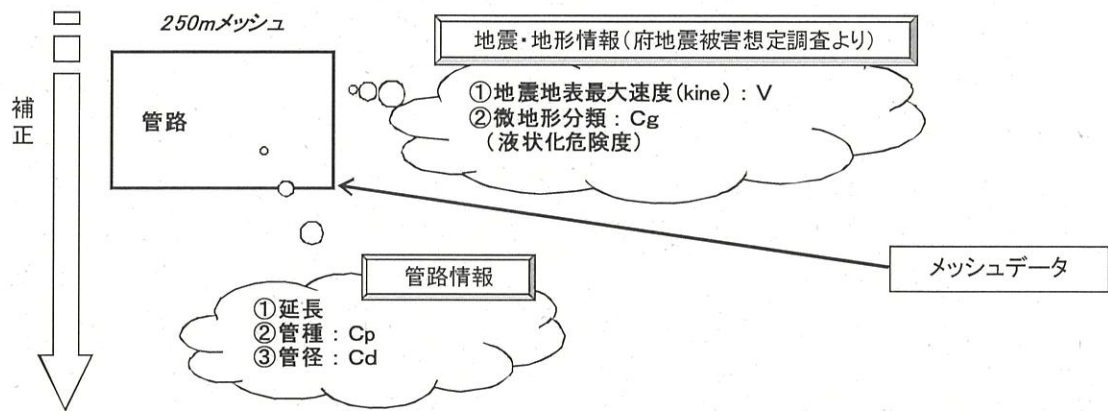 250mメッシュ
地震・地形情報(府地震被害想定調査より)
①地震地表最大速度(kine)：V
②微地形分類：Cg
(液状化危険度)
補正
管路
メッシュデータ
管路情報
①延長
②管種：Cp
③管径：Cd